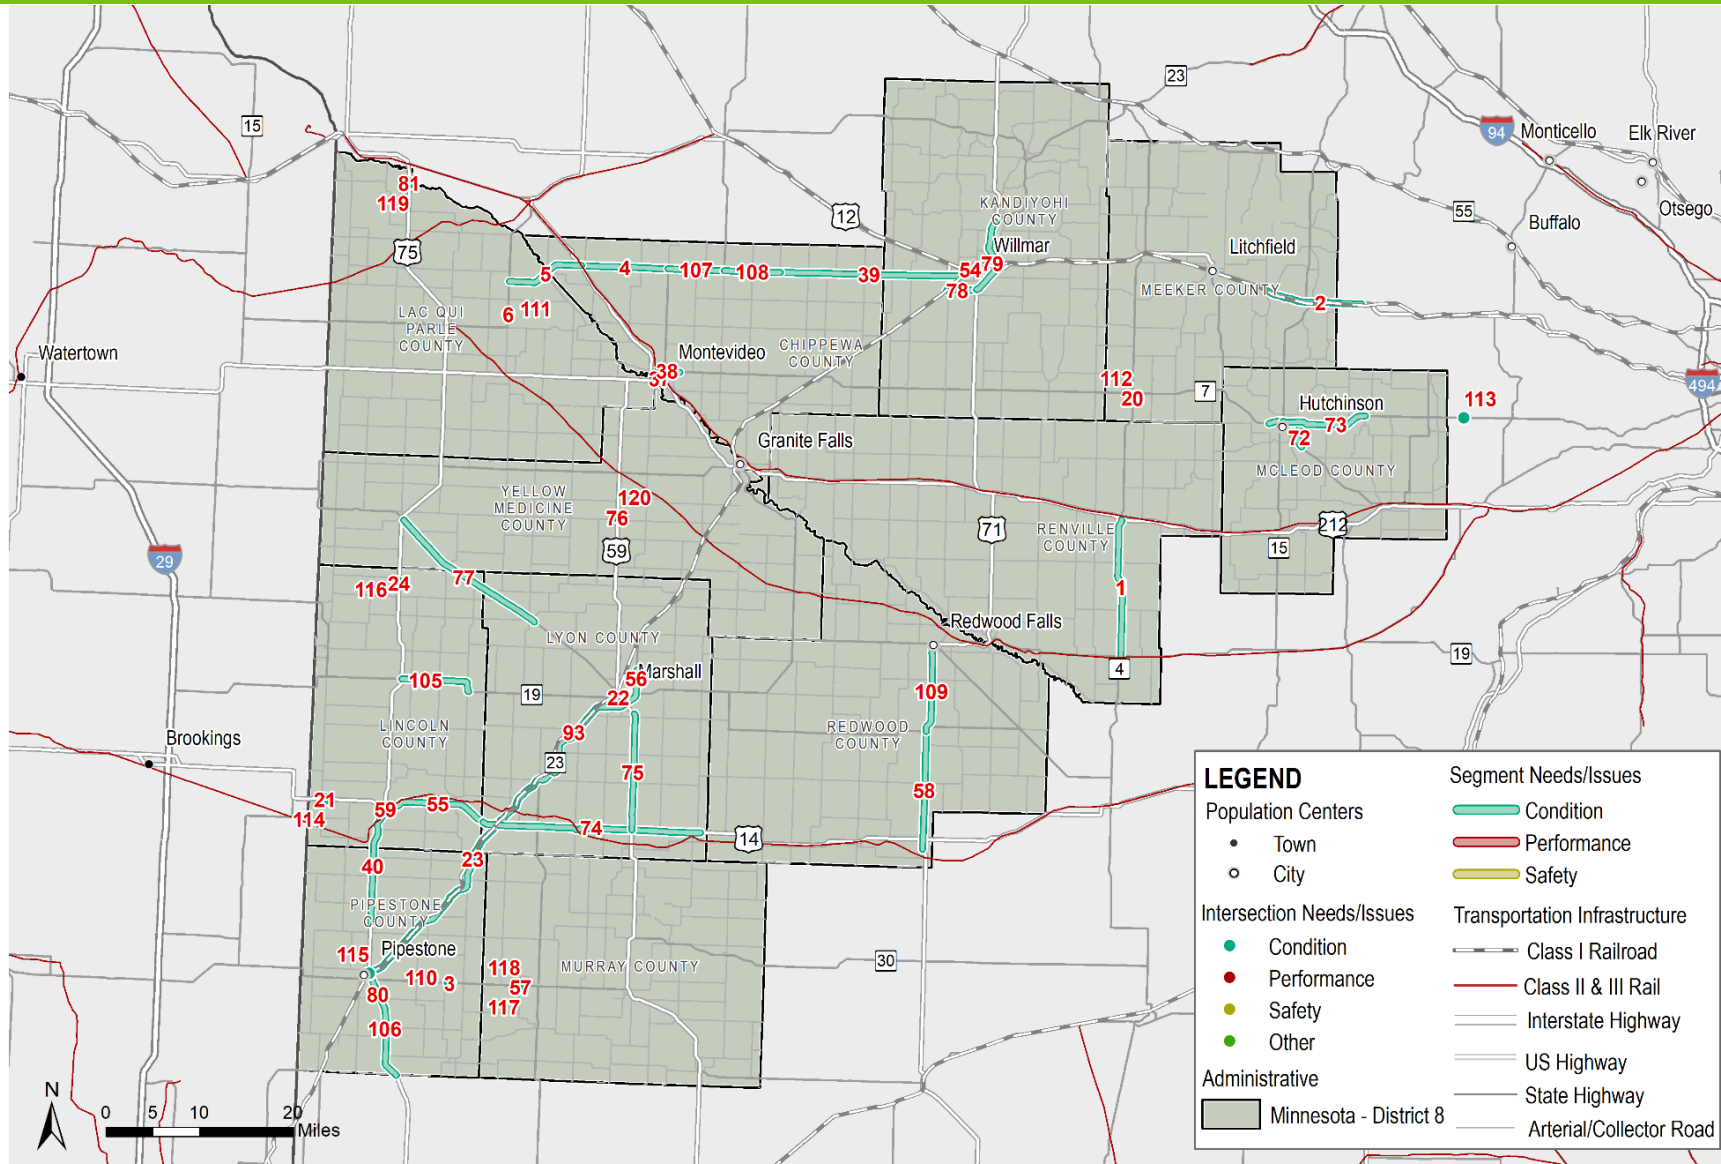 23
15
94
Monticello
Elk River
81
119
KANDIYOHI
COUNTY
12
55
Otsego
Buffalo
75
Willmar
Litchfield
5
4
107
108
39
54
79
78
MEEKER COUNTY
2
6
111
LAC QUI
PARLE
COUNTY
Watertown
Montevideo
CHIPPEWA
COUNTY
38
37
112
20
7
494
Hutchinson
113
73
72
Granite Falls
MCLEOD COUNTY
YELLOW
MEDICINE
COUNTY
120
76
59
71
RENVILLE
COUNTY
212
15
29
116
24
77
1
Redwood Falls
LYON COUNTY
19
4
Marshall
56
105
19
22
109
LINCOLN
COUNTY
93
REDWOOD
COUNTY
Brookings
23
75
58
21
59
55
114
74
14
40
23
PIPESTONE
COUNTY
115
Pipestone
110
3
118
57
117
MURRAY COUNTY
30
80
106
N
0 5 10 20
Miles
LEGEND
Population Centers
Town
City
Intersection Needs/Issues
Condition
Performance
Safety
Other
Administrative
Minnesota - District 8
Segment Needs/Issues
Condition
Performance
Safety
Transportation Infrastructure
Class I Railroad
Class II & III Rail
Interstate Highway
US Highway
State Highway
Arterial/Collector Road